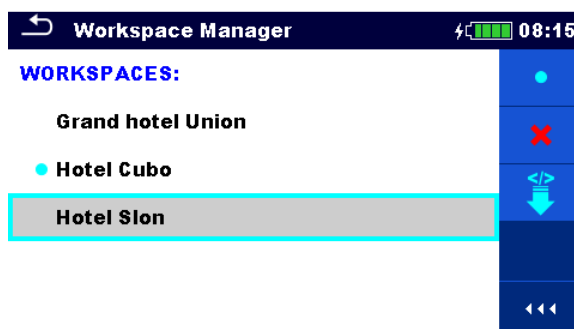 Workspace Manager 08:15
WORKSPACES:
Grand hotel Union
Hotel Cubo
Hotel Slon